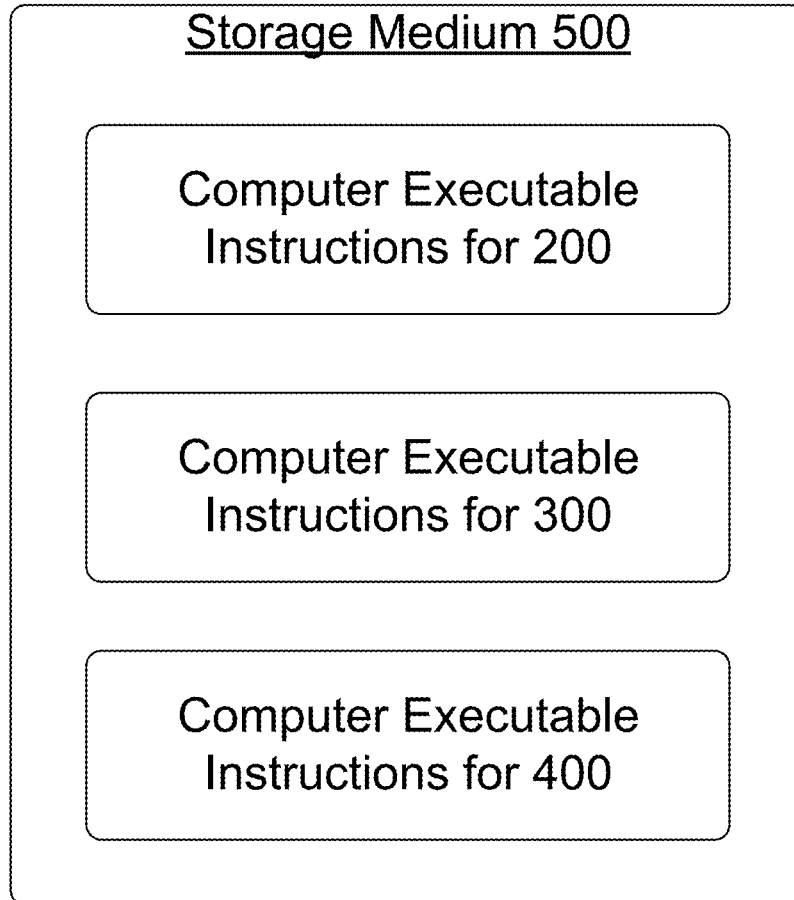 Storage Medium 500
Computer Executable
Instructions for 200
Computer Executable
Instructions for 300
Computer Executable
Instructions for 400